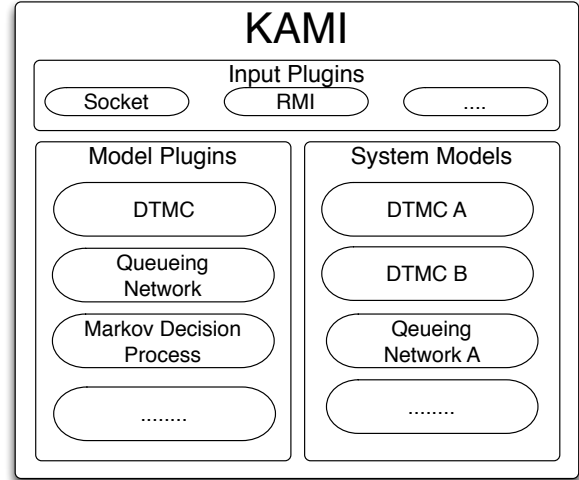 KAMI
Input Plugins
Socket
RMI
....
Model Plugins
DTMC
Queueing
Network
Markov Decision
Process
........
System Models
DTMC A
DTMC B
Qeueing
Network A
........